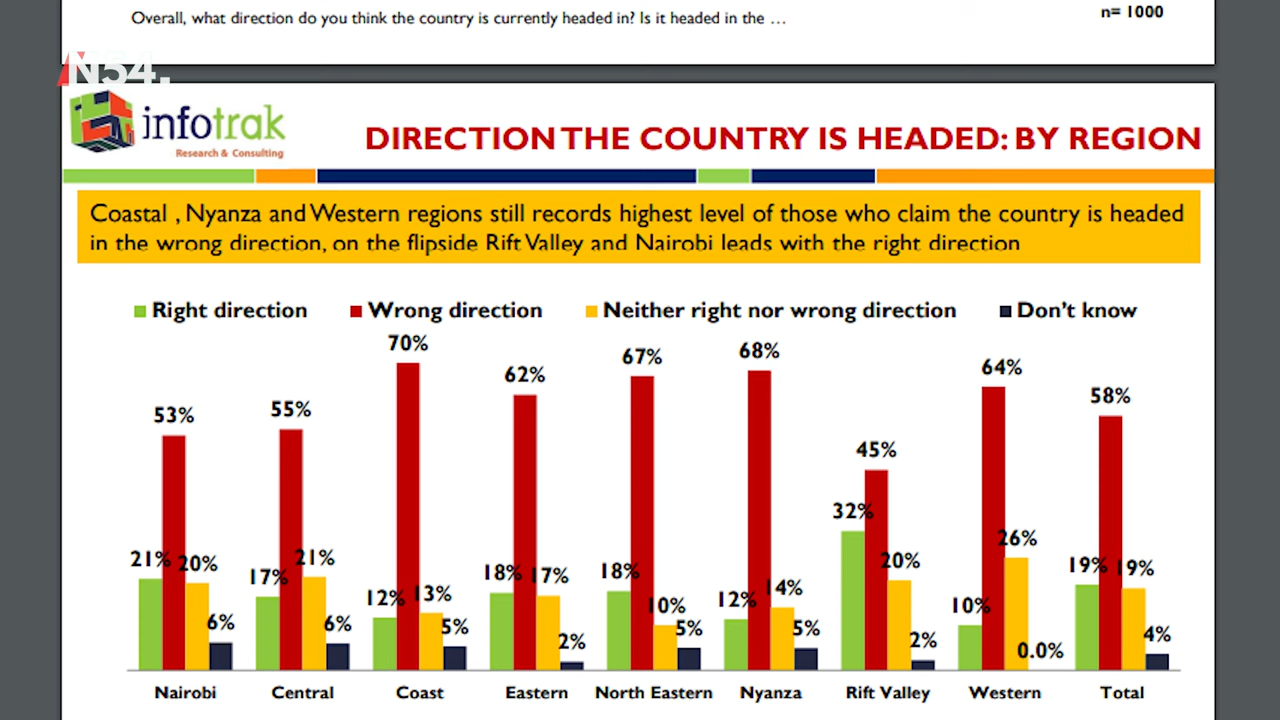 Overall, what direction do you think the country is currently headed in? Is it headed in the ...
n= 1000
N54.
infotrak
Research & Consulting
DIRECTION THE COUNTRY IS HEADED: BY REGION
Coastal , Nyanza and Western regions still records highest level of those who claim the country is headed
in the wrong direction, on the flipside Rift Valley and Nairobi leads with the right direction
Right direction Wrong direction Neither right nor wrong direction Don't know
21% 53% 20% 6%
17% 55% 21% 6%
12% 70% 13% 5%
18% 62% 17% 2%
18% 67% 10% 5%
12% 68% 14% 5%
32% 45% 20% 2%
10% 64% 26% 0.0%
19% 58% 19% 4%
Nairobi Central Coast Eastern North Eastern Nyanza Rift Valley Western Total